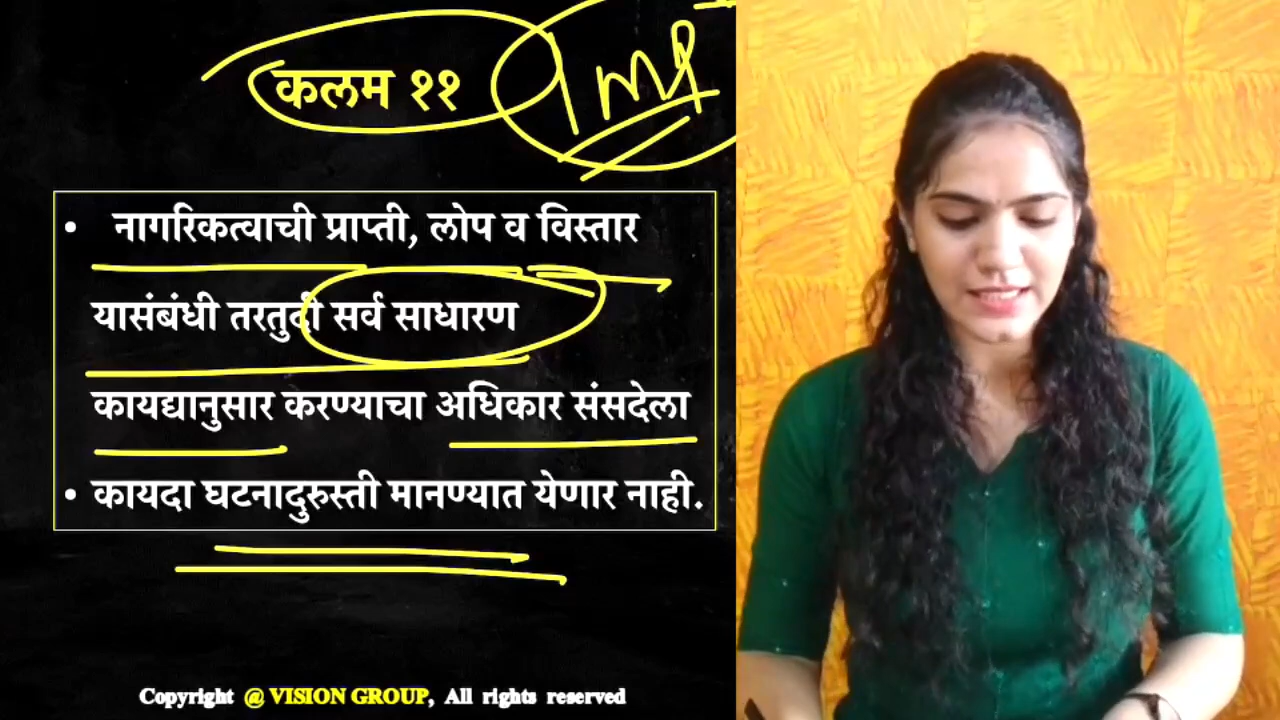 कलम ११ Imp
• नागरिकत्वाची प्राप्ती, लोप व विस्तार
यासंबंधी तरतुदी सर्व साधारण
कायद्यानुसार करण्याचा अधिकार संसदेला
• कायदा घटनादुरुस्ती मानण्यात येणार नाही.
Copyright @ VISION GROUP, All rights reserved